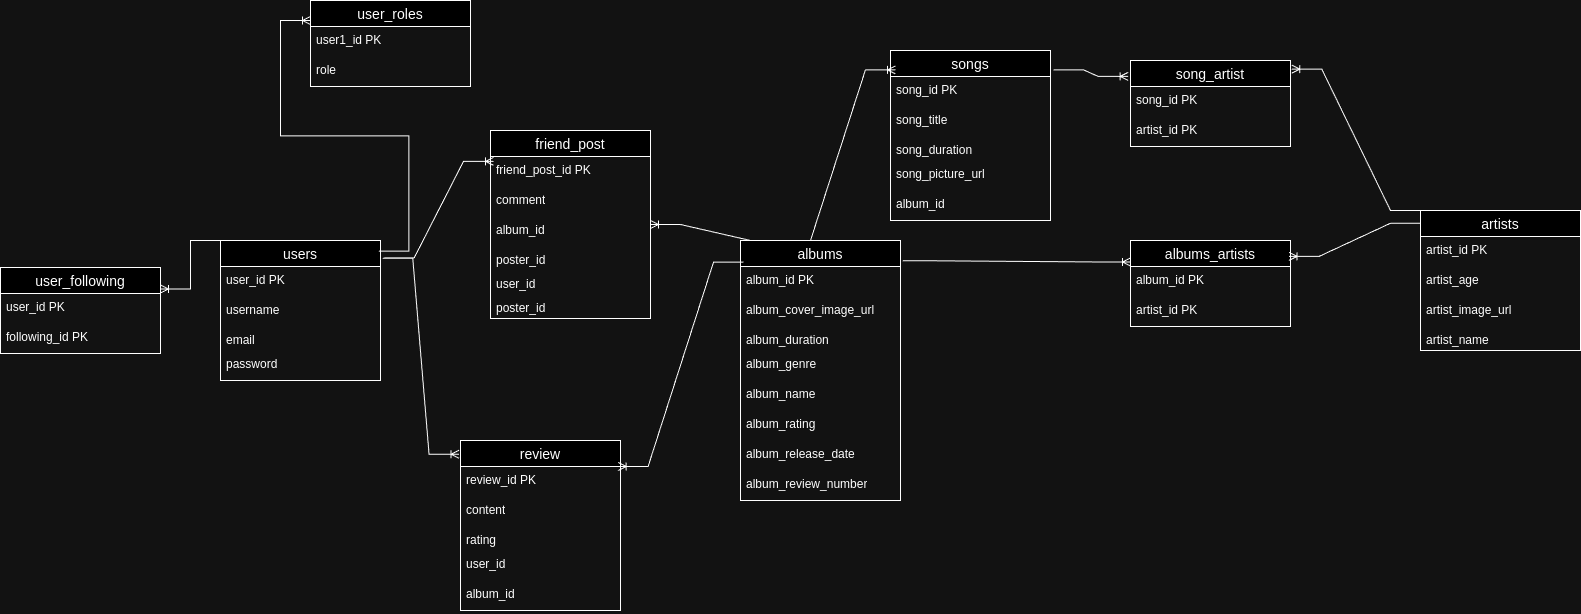 user_roles
user1_id PK
role
friend_post
friend_post_id PK
comment
album_id
poster_id
user_id
poster_id
songs
song_id PK
song_title
song_duration
song_picture_url
album_id
song_artist
song_id PK
artist_id PK
user_following
user_id PK
following_id PK
users
user_id PK
username
email
password
albums
album_id PK
album_cover_image_url
album_duration
album_genre
album_name
album_rating
album_release_date
album_review_number
albums_artists
album_id PK
artist_id PK
artists
artist_id PK
artist_age
artist_image_url
artist_name
review
review_id PK
content
rating
user_id
album_id